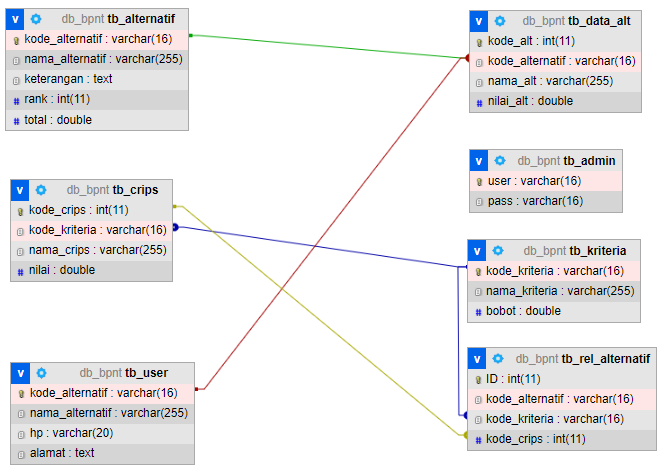 v db_bpnt tb_alternatif
kode_alternatif : varchar(16)
nama_alternatif : varchar(255)
keterangan : text
# rank : int(11)
# total : double
v db_bpnt tb_data_alt
kode_alt : int(11)
kode_alternatif : varchar(16)
nama_alt : varchar(255)
# nilai_alt : double
v db_bpnt tb_admin
user : varchar(16)
pass : varchar(16)
v db_bpnt tb_crips
kode_crips : int(11)
kode_kriteria : varchar(16)
nama_crips : varchar(255)
# nilai : double
v db_bpnt tb_kriteria
kode_kriteria : varchar(16)
nama_kriteria : varchar(255)
# bobot : double
v db_bpnt tb_user
kode_alternatif : varchar(16)
nama_alternatif : varchar(255)
hp : varchar(20)
alamat : text
v db_bpnt tb_rel_alternatif
ID : int(11)
kode_alternatif : varchar(16)
kode_kriteria : varchar(16)
# kode_crips : int(11)